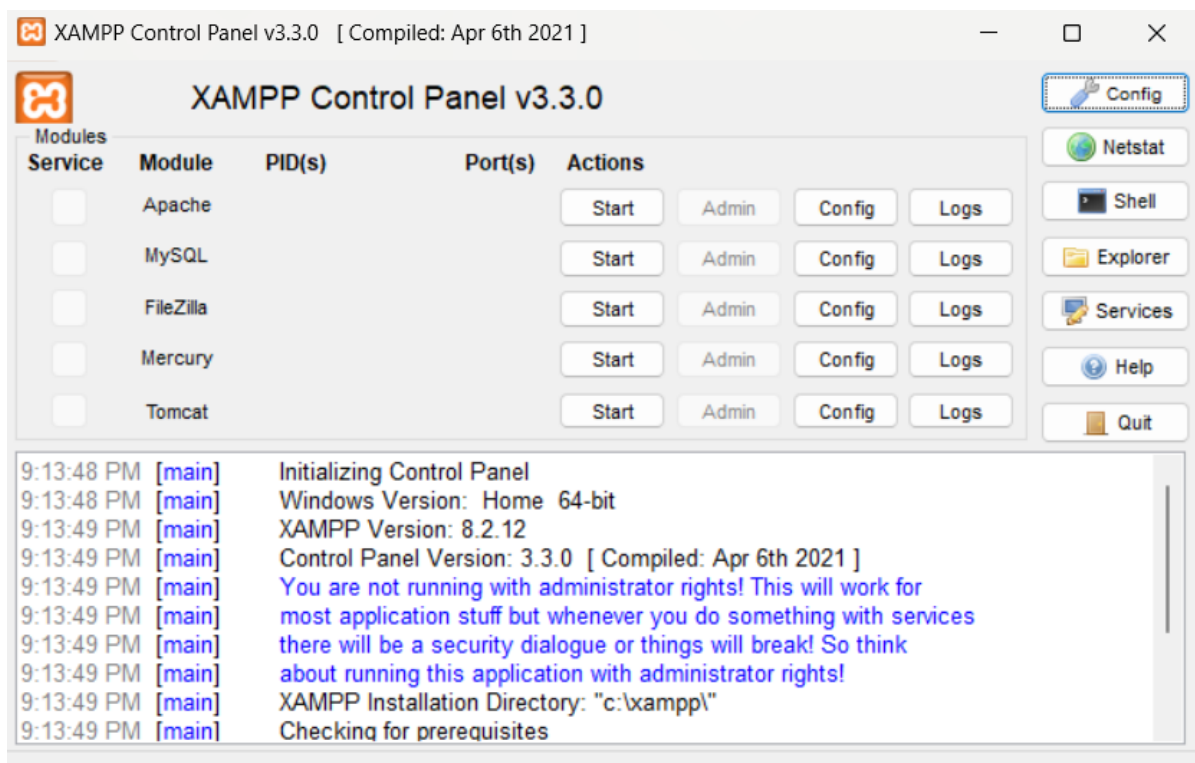 XAMPP Control Panel v3.3.0 [ Compiled: Apr 6th 2021 ]
XAMPP Control Panel v3.3.0
Config
Modules
Service Module PID(s) Port(s) Actions
Netstat
Apache Start Admin Config Logs
Shell
MySQL Start Admin Config Logs
Explorer
FileZilla Start Admin Config Logs
Services
Mercury Start Admin Config Logs
Help
Tomcat Start Admin Config Logs
Quit
9:13:48 PM [main] Initializing Control Panel
9:13:48 PM [main] Windows Version: Home 64-bit
9:13:49 PM [main] XAMPP Version: 8.2.12
9:13:49 PM [main] Control Panel Version: 3.3.0 [ Compiled: Apr 6th 2021 ]
9:13:49 PM [main] You are not running with administrator rights! This will work for
9:13:49 PM [main] most application stuff but whenever you do something with services
9:13:49 PM [main] there will be a security dialogue or things will break! So think
9:13:49 PM [main] about running this application with administrator rights!
9:13:49 PM [main] XAMPP Installation Directory: "c:\xampp\"
9:13:49 PM [main] Checking for prerequisites